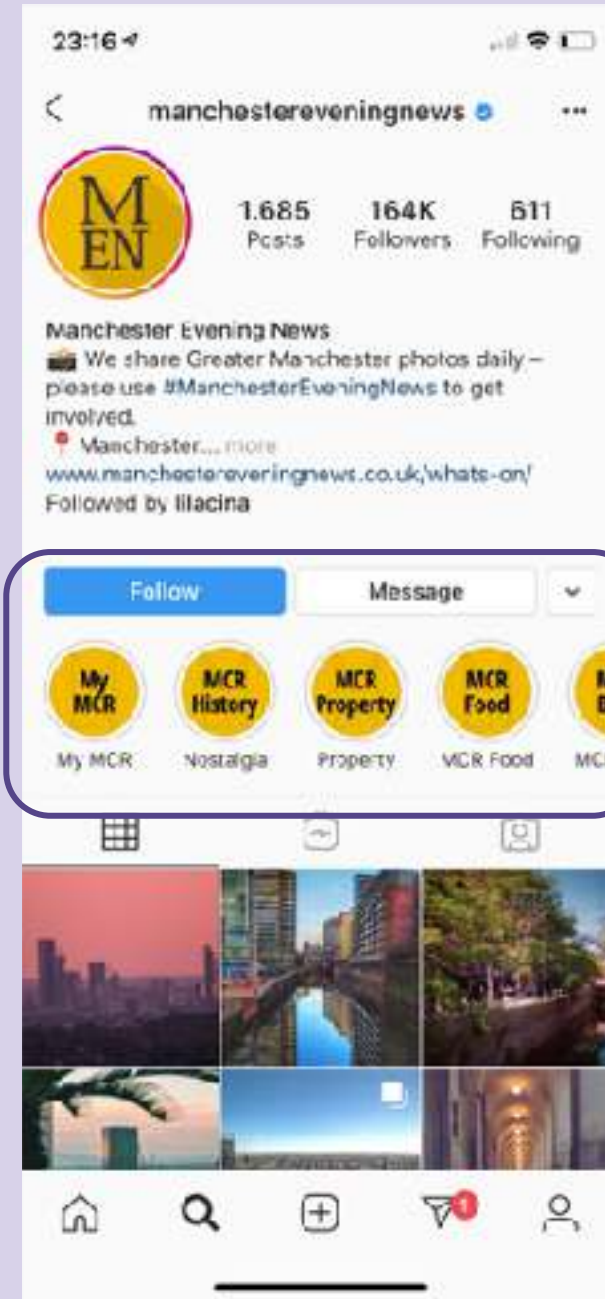 23:16
manchestereveningnews
M
EN
1.685 164K 611
Posts Followers Following
Manchester Evening News
We share Greater Manchester photos daily –
please use #ManchesterEveningNews to get
involved.
Manchester... more
www.manchestereveningnews.co.uk/whats-on/
Followed by lilacina
Follow Message
My MCR
MCR History
MCR Property
MCR Food
My MCR Nostalgia Property MCR Food
1